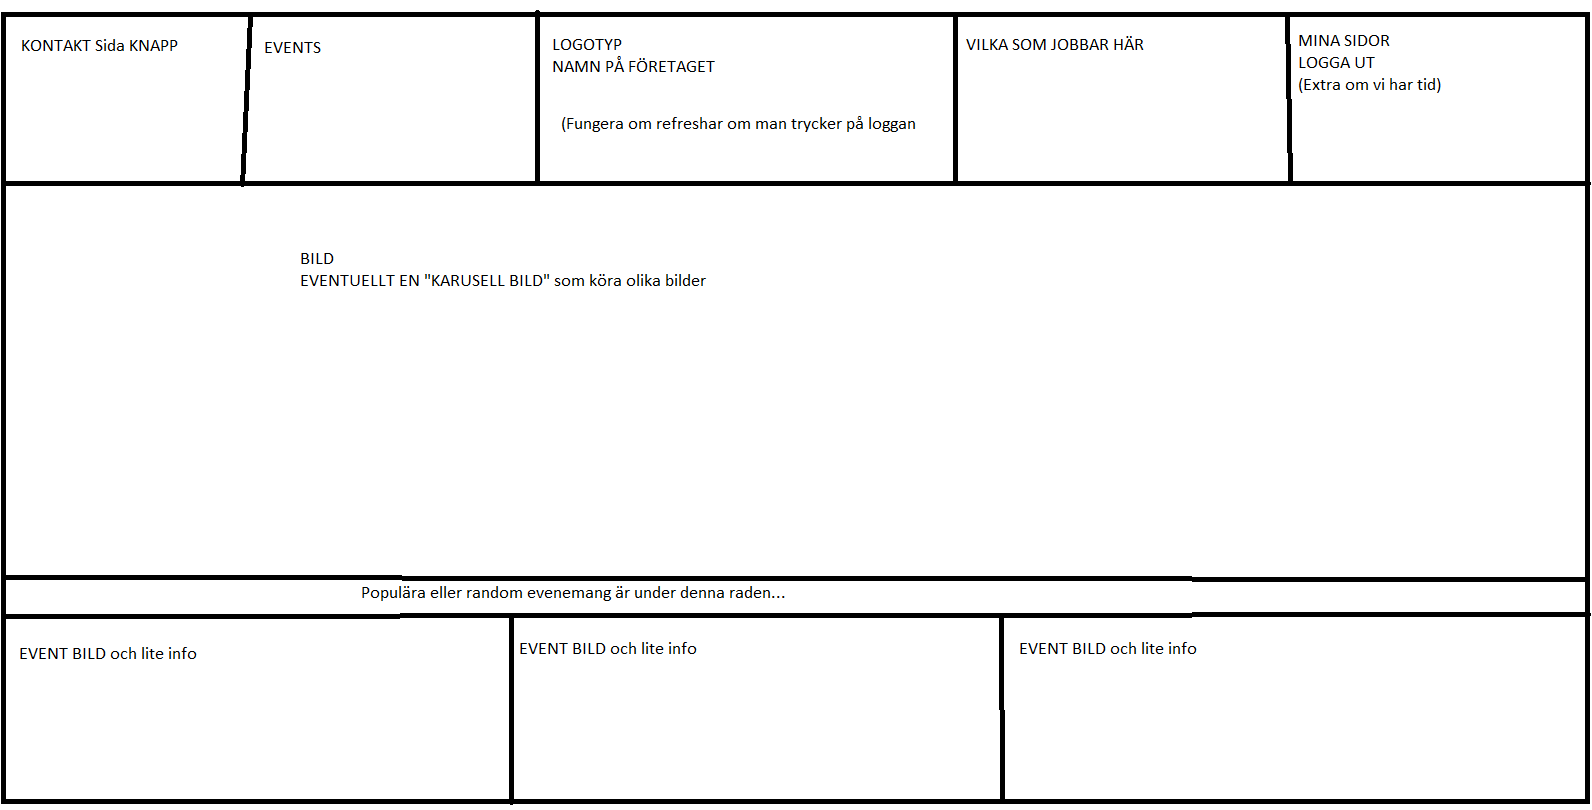 KONTAKT Sida KNAPP
EVENTS
LOGOTYP
NAMN PÅ FÖRETAGET
(Fungera om refreshar om man trycker på loggan
VILKA SOM JOBBAR HÄR
MINA SIDOR
LOGGA UT
(Extra om vi har tid)
BILD
EVENTUELLT EN "KARUSELL BILD" som köra olika bilder
Populära eller random evenemang är under denna raden...
EVENT BILD och lite info
EVENT BILD och lite info
EVENT BILD och lite info